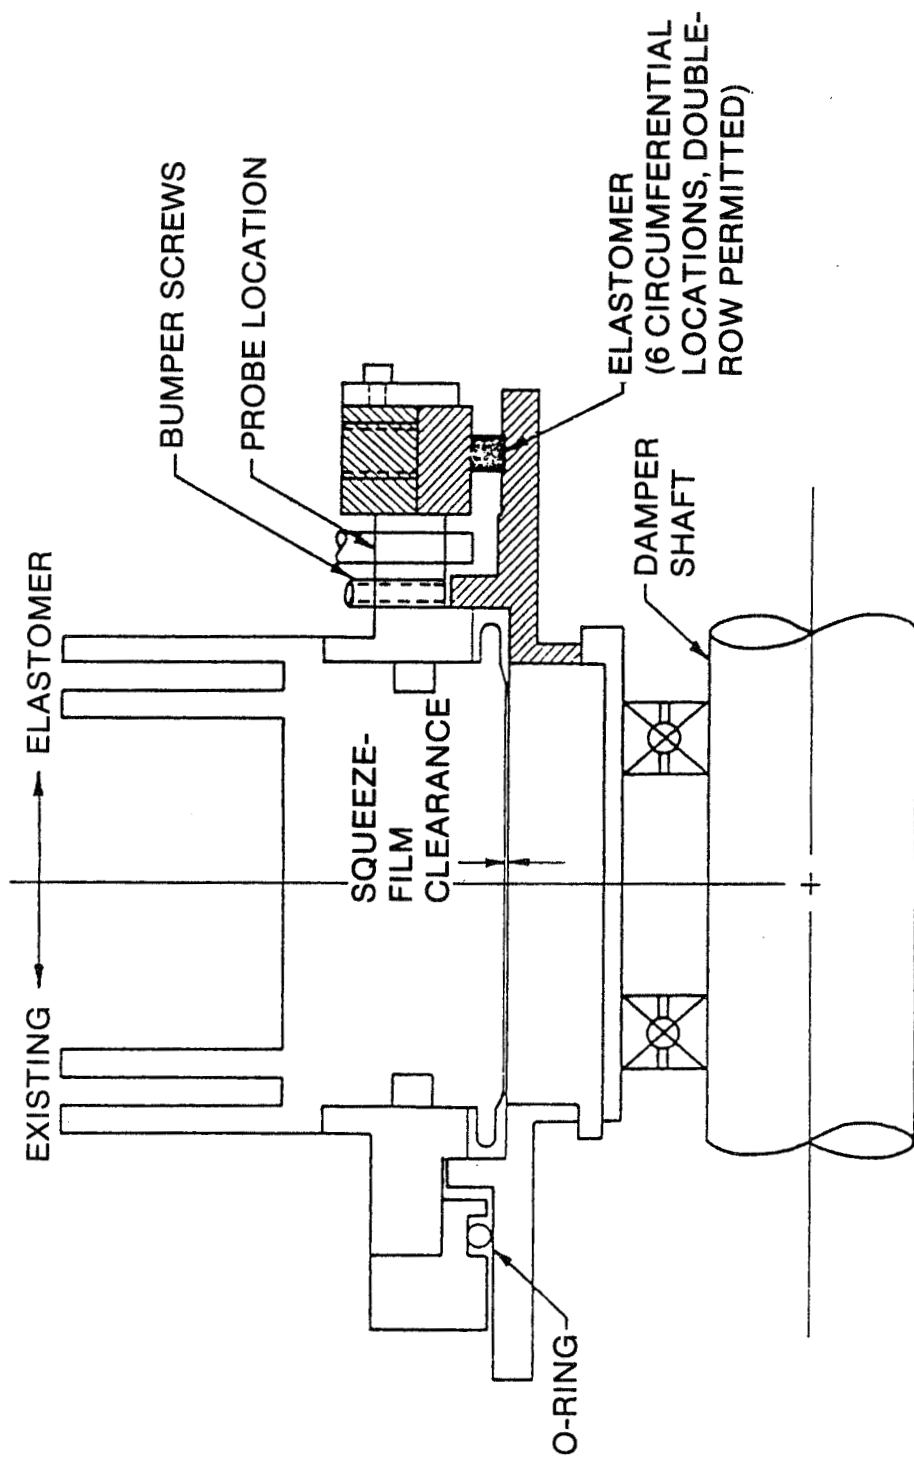 EXISTING
ELASTOMER
BUMPER SCREWS
PROBE LOCATION
SQUEEZE-
FILM
CLEARANCE
ELASTOMER
(6 CIRCUMFERENTIAL
LOCATIONS, DOUBLE-
ROW PERMITTED)
DAMPER
SHAFT
O-RING